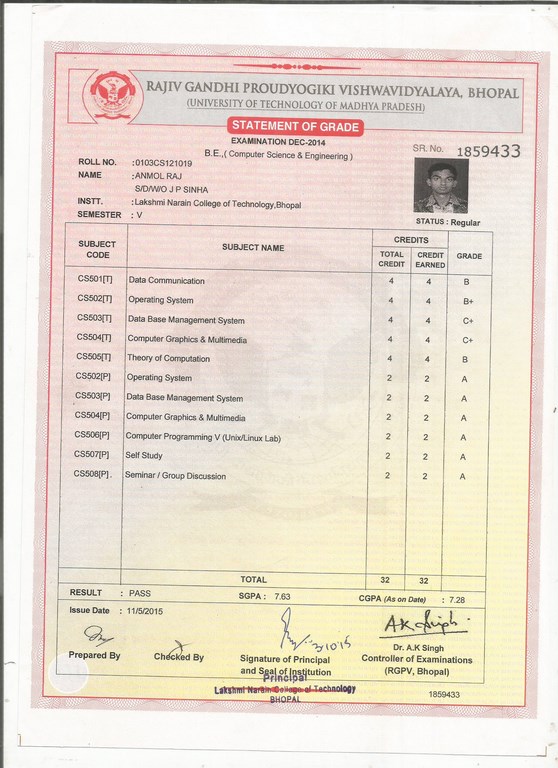 RAJIV GANDHI PROUDYOGIKI VISHWAVIDYALAYA, BHOPAL
(UNIVERSITY OF TECHNOLOGY OF MADHYA PRADESH)
STATEMENT OF GRADE
EXAMINATION DEC-2014
B.E.,( Computer Science & Engineering )
SR. No. 1859433
ROLL NO. :0103CS121019
NAME :ANMOL RAJ
S/D/W/O J P SINHA
INSTT. :Lakshmi Narain College of Technology,Bhopal
SEMESTER : V
STATUS : Regular
SUBJECT CODE SUBJECT NAME CREDITS TOTAL CREDIT CREDIT EARNED GRADE
CS501[T] Data Communication 4 4 B
CS502[T] Operating System 4 4 B+
CS503[T] Data Base Management System 4 4 C+
CS504[T] Computer Graphics & Multimedia 4 4 C+
CS505[T] Theory of Computation 4 4 B
CS502[P] Operating System 2 2 A
CS503[P] Data Base Management System 2 2 A
CS504[P] Computer Graphics & Multimedia 2 2 A
CS506[P] Computer Programming V (Unix/Linux Lab) 2 2 A
CS507[P] Self Study 2 2 A
CS508[P] . Seminar / Group Discussion 2 2 A
TOTAL 32 32
RESULT : PASS SGPA : 7.63 CGPA (As on Date) : 7.28
Issue Date : 11/5/2015
A.K Singh
Prepared By Checked By Signature of Principal and Seal of Institution
Dr. A.K Singh
Controller of Examinations
(RGPV, Bhopal)
Principal
Lakshmi Narain College of Technology
BHOPAL
1859433